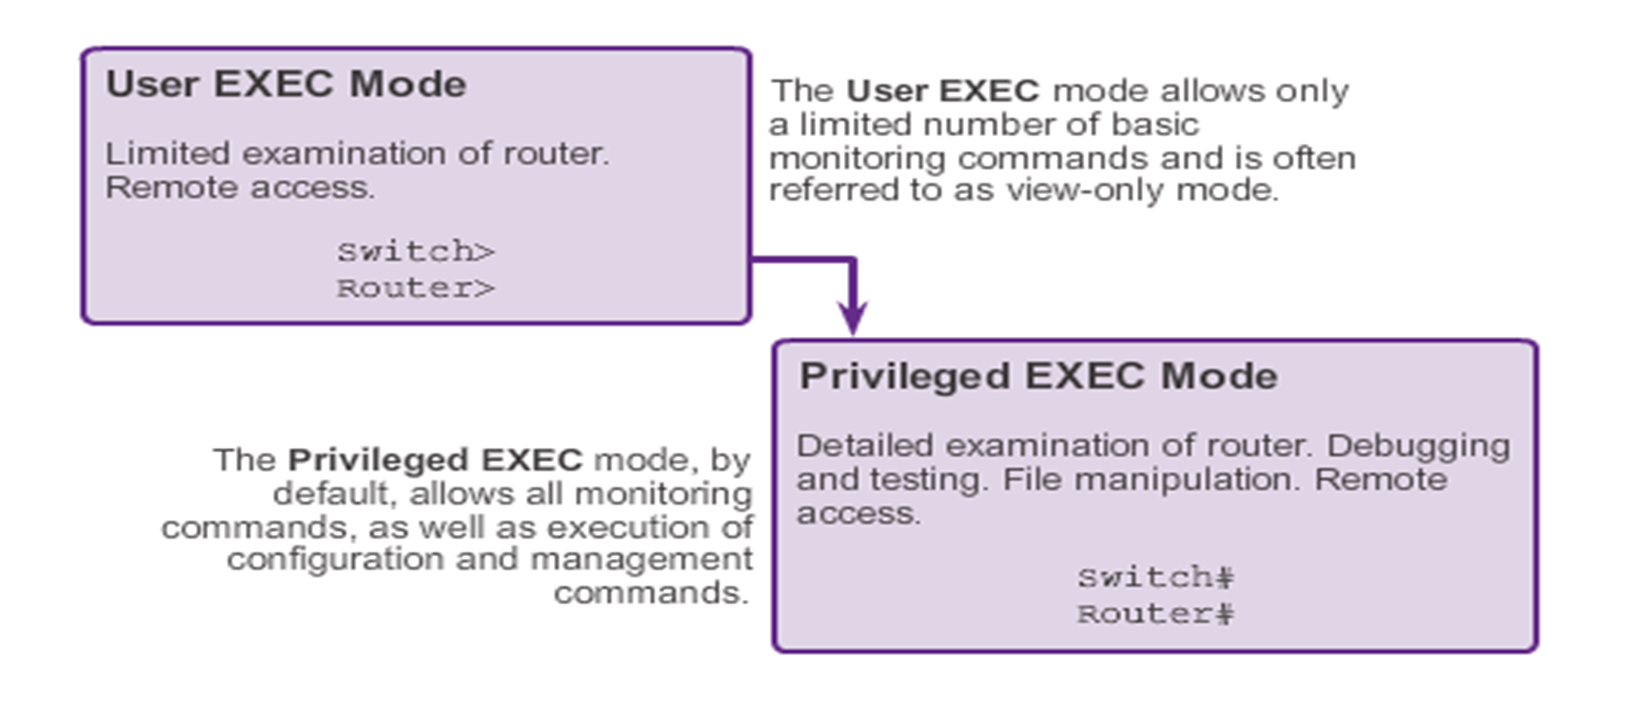 User EXEC Mode
Limited examination of router.
Remote access.
Switch>
Router>
The User EXEC mode allows only
a limited number of basic
monitoring commands and is often
referred to as view-only mode.
Privileged EXEC Mode
Detailed examination of router. Debugging
and testing. File manipulation. Remote
access.
Switch#
Router#
The Privileged EXEC mode, by
default, allows all monitoring
commands, as well as execution of
configuration and management
commands.